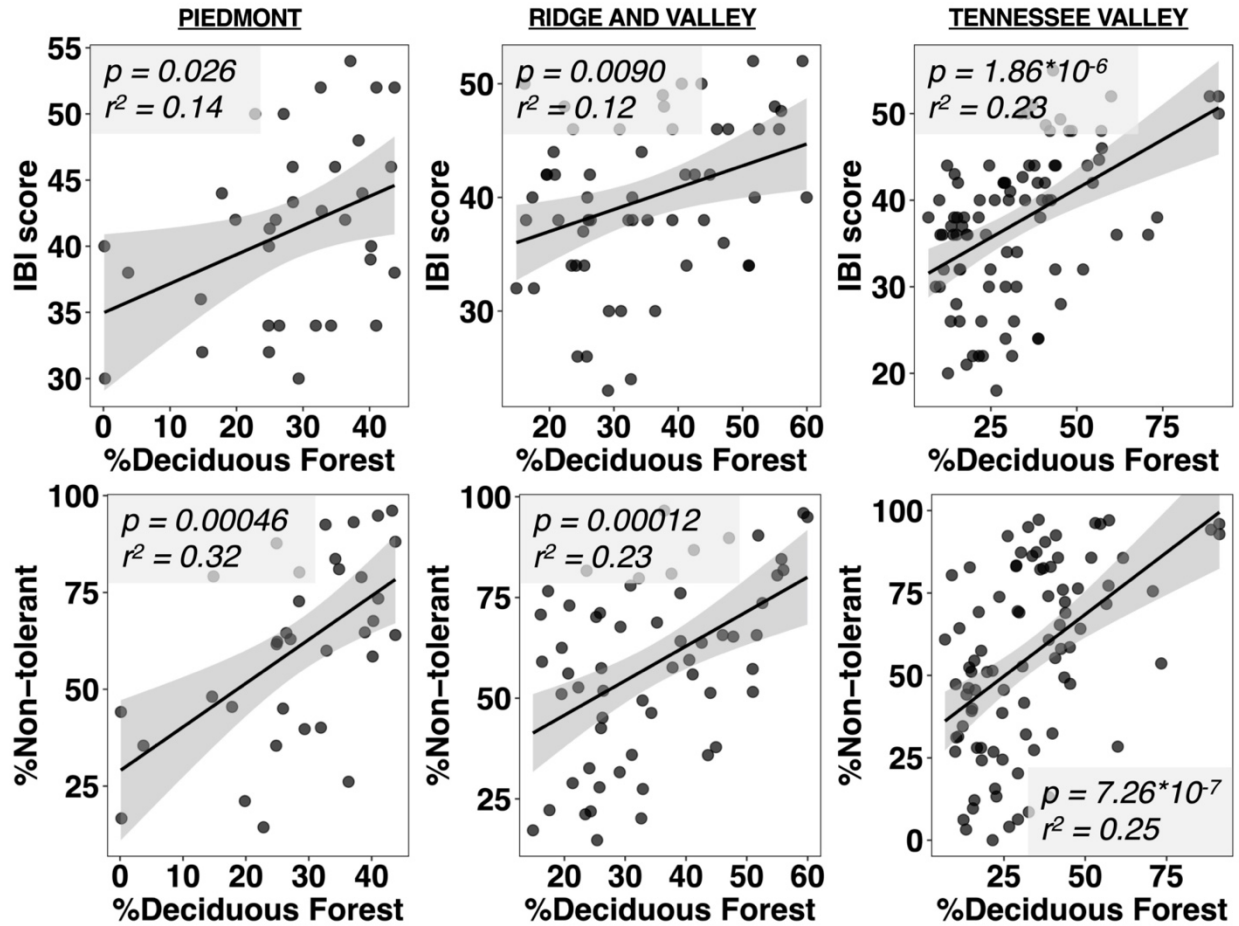 PIEDMONT
RIDGE AND VALLEY
TENNESSEE VALLEY
p = 0.026
r² = 0.14
55
50
45
40
35
30
IBI score
0 10 20 30 40
%Deciduous Forest
p = 0.0090
r² = 0.12
50
40
30
IBI score
20 30 40 50 60
%Deciduous Forest
p = 1.86*10⁻⁶
r² = 0.23
50
40
30
20
IBI score
25 50 75
%Deciduous Forest
p = 0.00046
r² = 0.32
100
75
50
25
%Non−tolerant
0 10 20 30 40
%Deciduous Forest
p = 0.00012
r² = 0.23
100
75
50
25
%Non−tolerant
20 30 40 50 60
%Deciduous Forest
100
75
50
25
0
%Non−tolerant
p = 7.26*10⁻⁷
r² = 0.25
25 50 75
%Deciduous Forest